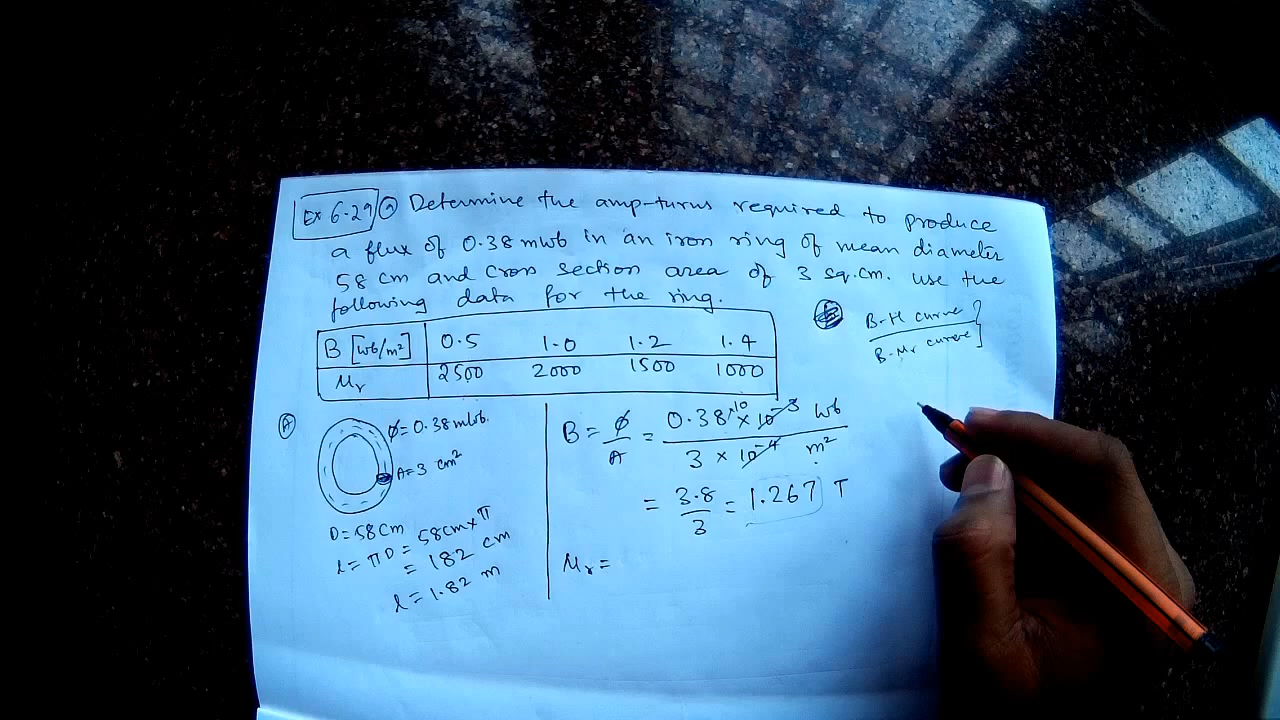 Ex 6.29 Q Determine the amp-turns required to produce
a flux of 0.38 mwb in an iron ring of mean diameter
58 cm and Cross section area of 3 sq.cm. use the
following data for the ring.
B [wb/m²] 0.5 1.0 1.2 1.4
μr 2500 2000 1500 1000
B-H curve
B-μr curve }
A
φ = 0.38 mwb.
A = 3 cm²
D = 58 cm
l = πD = 58cm × π
= 182 cm
l = 1.82 m
B = φ/A = 0.38 × 10⁻³ wb / 3 × 10⁻⁴ m²
= 3.8/3 = 1.267 T
μr =